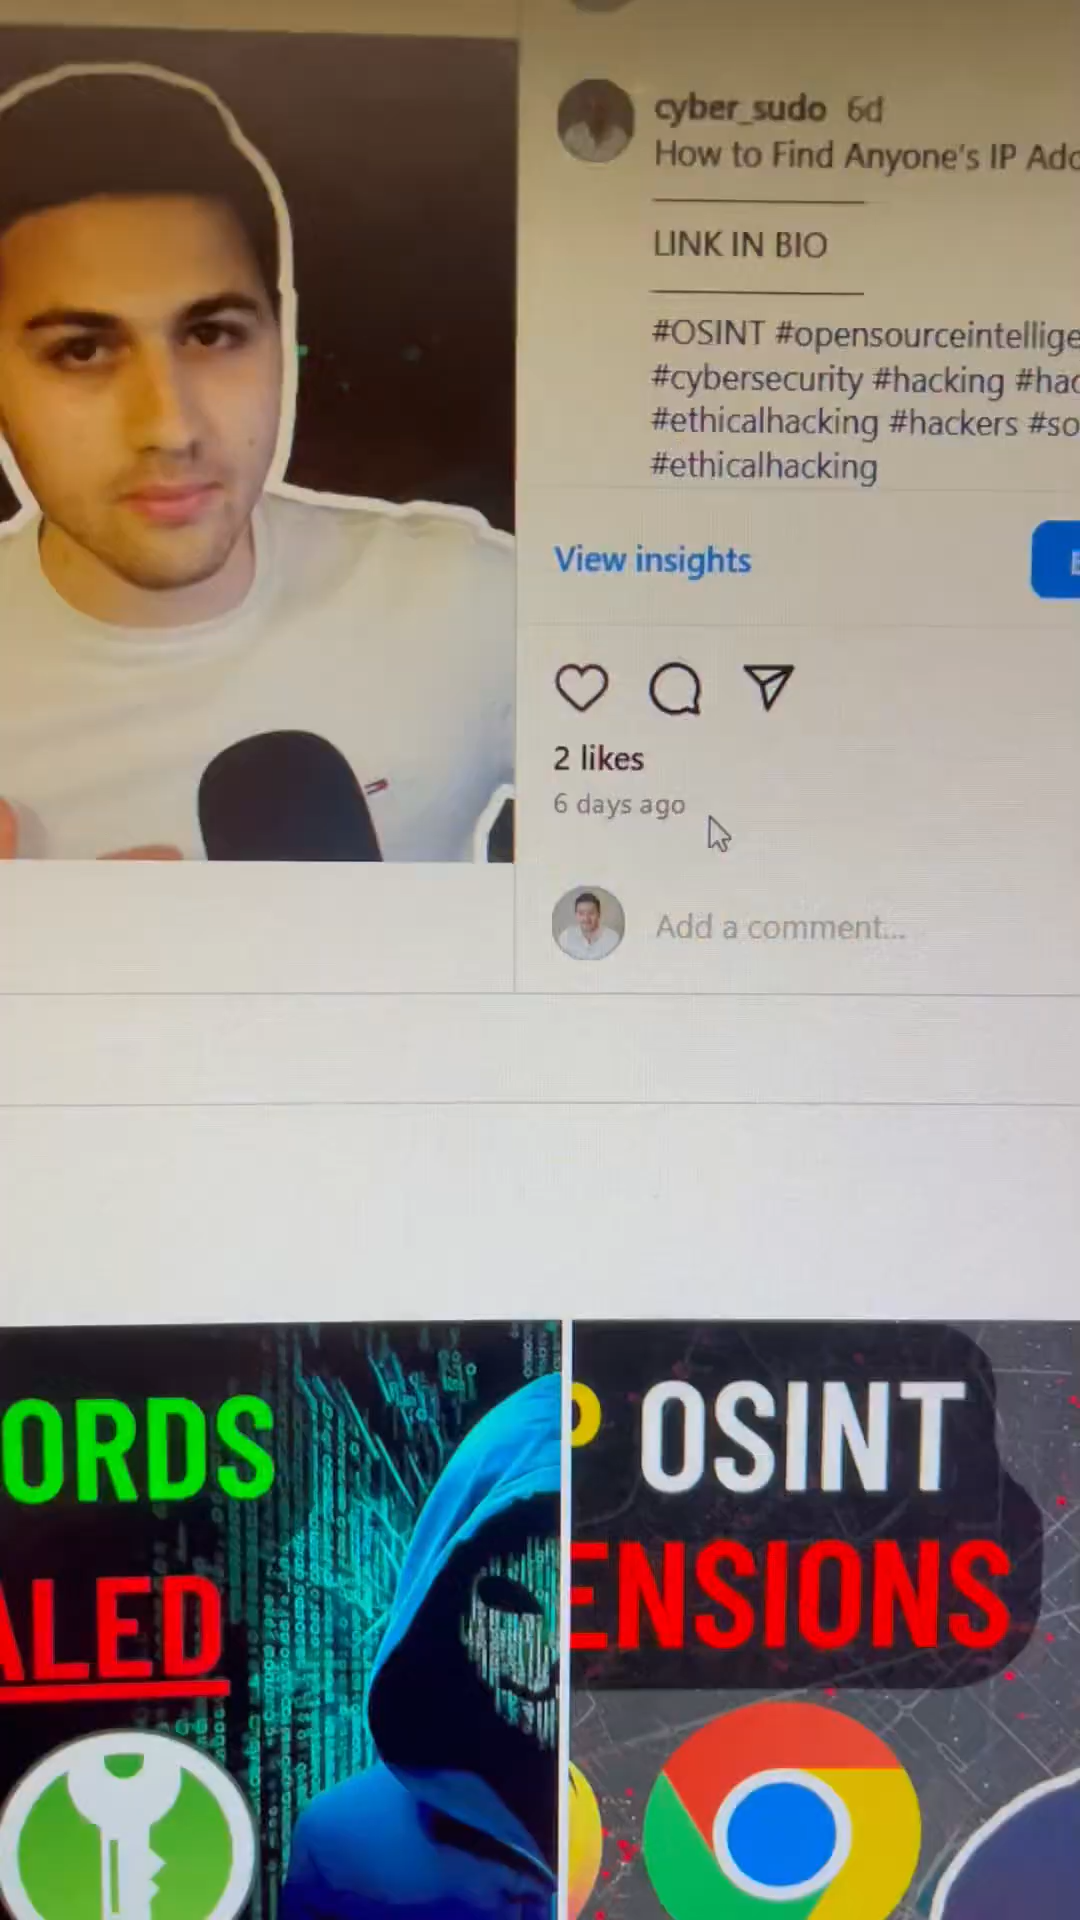 cyber_sudo 6d
How to Find Anyone's IP Add
LINK IN BIO
#OSINT #opensourceintellige
#cybersecurity #hacking #hac
#ethicalhacking #hackers #so
#ethicalhacking
View insights
2 likes
6 days ago
Add a comment...
ORDS
ALED
P OSINT
ENSIONS